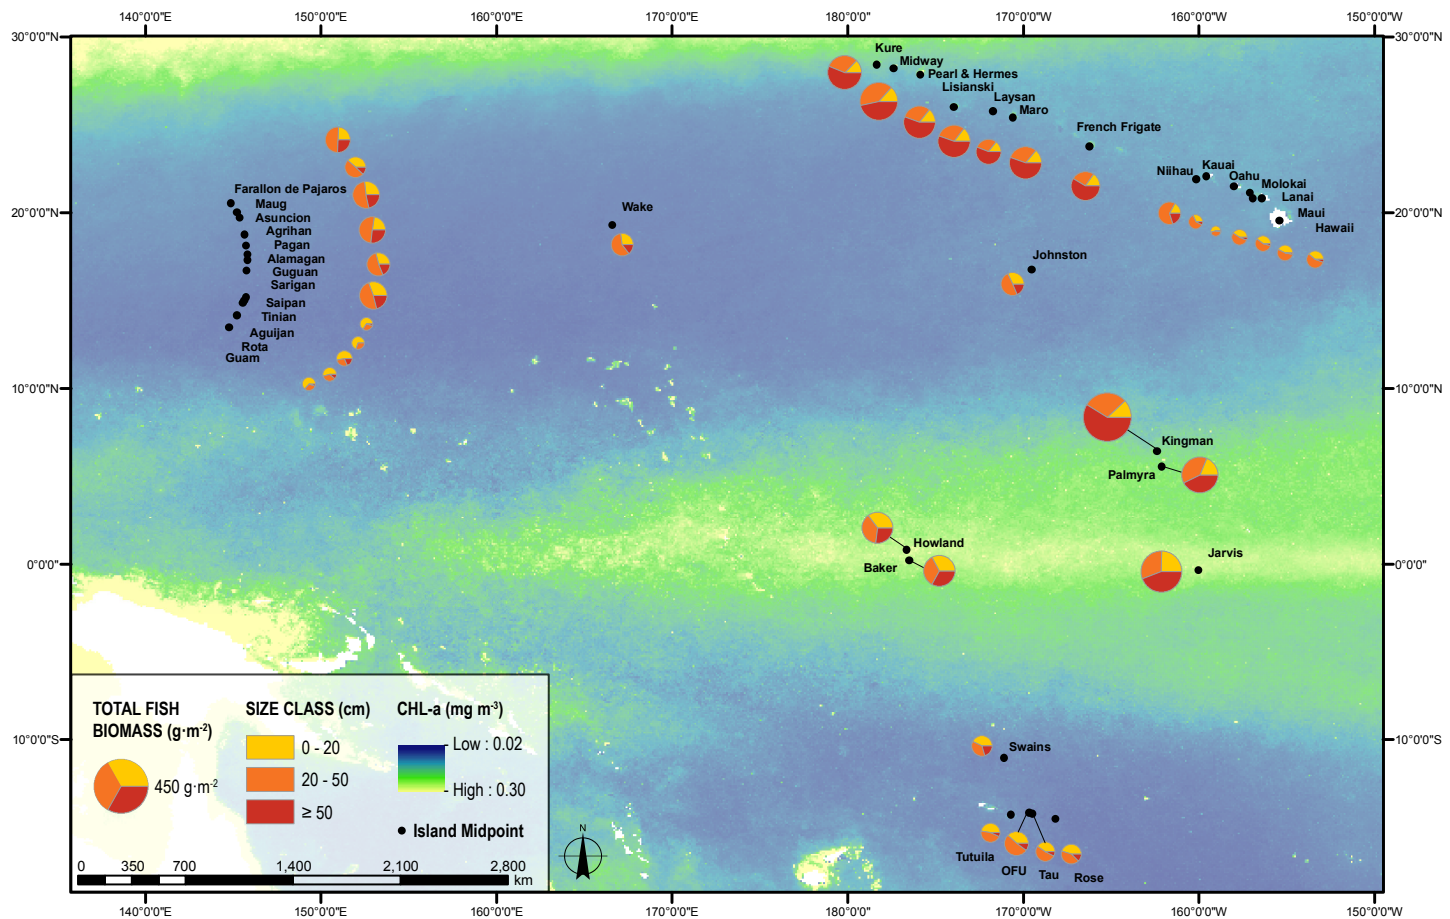 140°0'0"E
150°0'0"E
160°0'0"E
170°0'0"E
180°0'0"
170°0'0"W
160°0'0"W
150°0'0"W
30°0'0"N
30°0'0"N
Kure
Midway
Pearl & Hermes
Lisianski
Laysan
Maro
French Frigate
Niihau
Kauai
Oahu
Molokai
Lanai
Maui
Hawaii
Farallon de Pajaros
Maug
Asuncion
Agrihan
Pagan
Alamagan
Guguan
Sarigan
Saipan
Tinian
Aguijan
Rota
Guam
20°0'0"N
20°0'0"N
Wake
Johnston
10°0'0"N
10°0'0"N
Kingman
Palmyra
Howland
Baker
Jarvis
0°0'0"
0°0'0"
TOTAL FISH
BIOMASS (g·m-2)
450 g·m-2
SIZE CLASS (cm)
0 - 20
20 - 50
≥ 50
CHL-a (mg m-3)
Low : 0.02
High : 0.30
Island Midpoint
0 350 700 1,400 2,100 2,800
km
N
10°0'0"S
10°0'0"S
Swains
Tutuila
OFU
Tau
Rose
140°0'0"E
150°0'0"E
160°0'0"E
170°0'0"E
180°0'0"
170°0'0"W
160°0'0"W
150°0'0"W